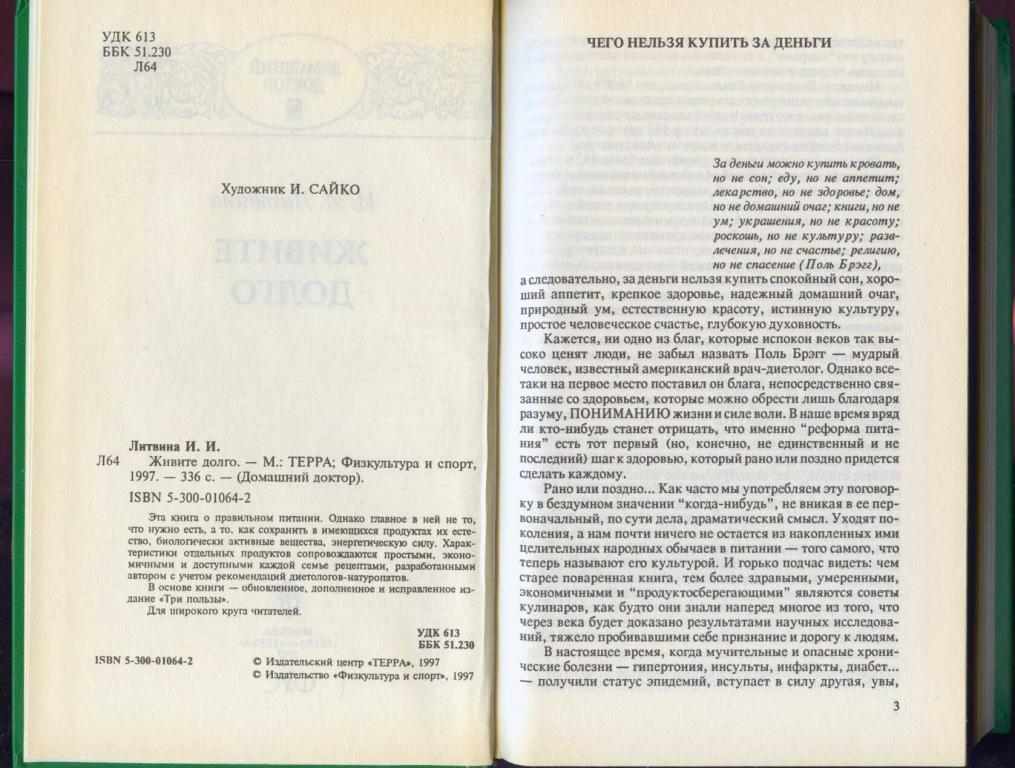 УДК 613
ББК 51.230
Л64
Художник И. САЙКО
Литвина И. И.
Л64 Живите долго. — М.: ТЕРРА; Физкультура и спорт,
1997. — 336 с. — (Домашний доктор).
ISBN 5-300-01064-2
Эта книга о правильном питании. Однако главное в ней не то,
что нужно есть, а то, как сохранить в имеющихся продуктах их есте-
ство, биологически активные вещества, энергетическую силу. Харак-
теристики отдельных продуктов сопровождаются простыми, эконо-
мичными и доступными каждой семье рецептами, разработанными
автором с учетом рекомендаций диетологов-натуропатов.
В основе книги — обновленное, дополненное и исправленное из-
дание «Три пользы».
Для широкого круга читателей.
УДК 613
ББК 51.230
ISBN 5-300-01064-2
© Издательский центр «ТЕРРА», 1997
© Издательство «Физкультура и спорт», 1997
ЧЕГО НЕЛЬЗЯ КУПИТЬ ЗА ДЕНЬГИ
За деньги можно купить кровать,
но не сон; еду, но не аппетит;
лекарство, но не здоровье; дом,
но не домашний очаг; книги, но не
ум; украшения, но не красоту;
роскошь, но не культуру; разв-
лечения, но не счастье; религию,
но не спасение (Поль Брэгг),
а следовательно, за деньги нельзя купить спокойный сон, хоро-
ший аппетит, крепкое здоровье, надежный домашний очаг,
природный ум, естественную красоту, истинную культуру,
простое человеческое счастье, глубокую духовность.
Кажется, ни одно из благ, которые испокон веков так вы-
соко ценят люди, не забыл назвать Поль Брэгг — мудрый
человек, известный американский врач-диетолог. Однако все-
таки на первое место поставил он блага, непосредственно свя-
занные со здоровьем, которые можно обрести лишь благодаря
разуму, ПОНИМАНИЮ жизни и силе воли. В наше время вряд
ли кто-нибудь станет отрицать, что именно "реформа пита-
ния" есть тот первый (но, конечно, не единственный и не
последний) шаг к здоровью, который рано или поздно придется
сделать каждому.
Рано или поздно... Как часто мы употребляем эту поговор-
ку в бездумном значении "когда-нибудь", не вникая в ее пер-
воначальный, по сути дела, драматический смысл. Уходят по-
коления, а нам почти ничего не остается из накопленных ими
целительных народных обычаев в питании — того самого, что
теперь называют его культурой. И горько подчас видеть: чем
старее поваренная книга, тем более здравыми, умеренными,
экономичными и "продуктосберегающими" являются советы
кулинаров, как будто они знали наперед многое из того, что
через века будет доказано результатами научных исследова-
ний, тяжело пробивавшими себе признание и дорогу к людям.
В настоящее время, когда мучительные и опасные хрони-
ческие болезни — гипертония, инсульты, инфаркты, диабет...
— получили статус эпидемий, вступает в силу другая, увы,
3